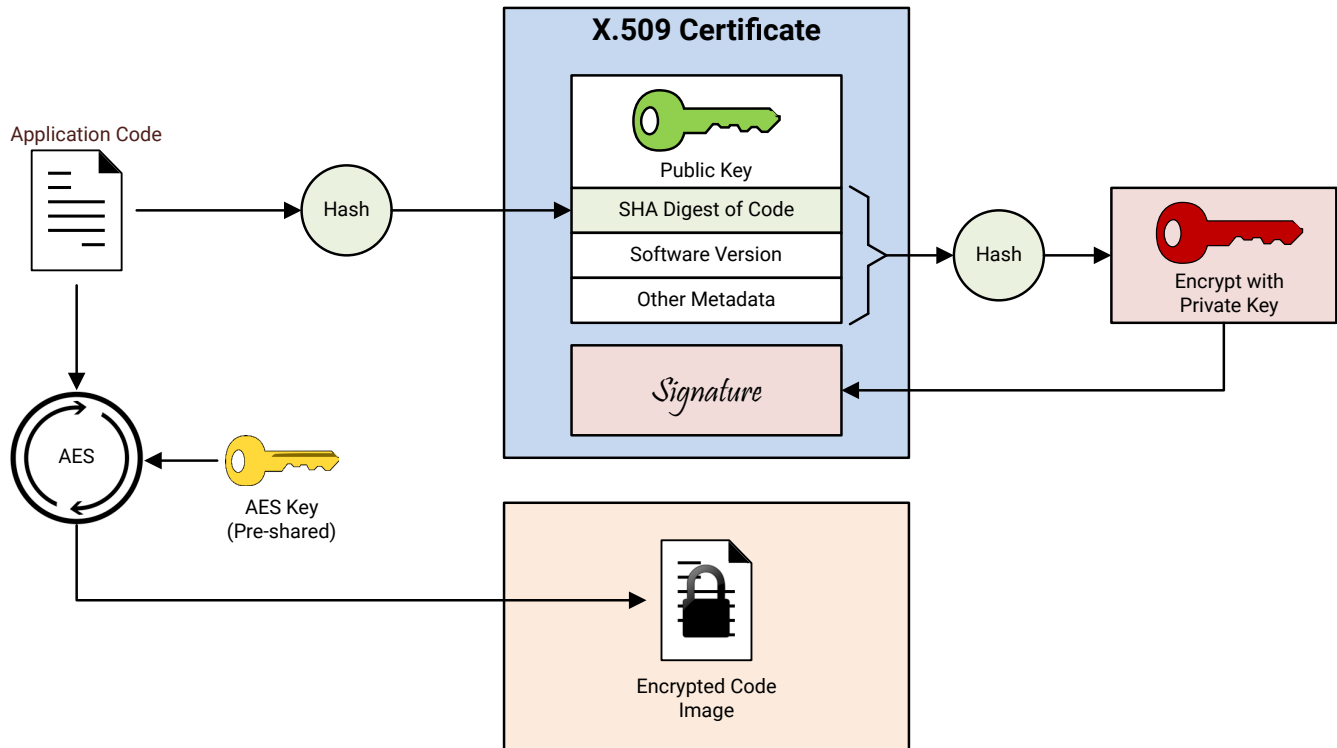 X.509 Certificate
Application Code
Public Key
Hash
SHA Digest of Code
Software Version
Other Metadata
Hash
Encrypt with
Private Key
Signature
AES
AES Key
(Pre-shared)
Encrypted Code
Image